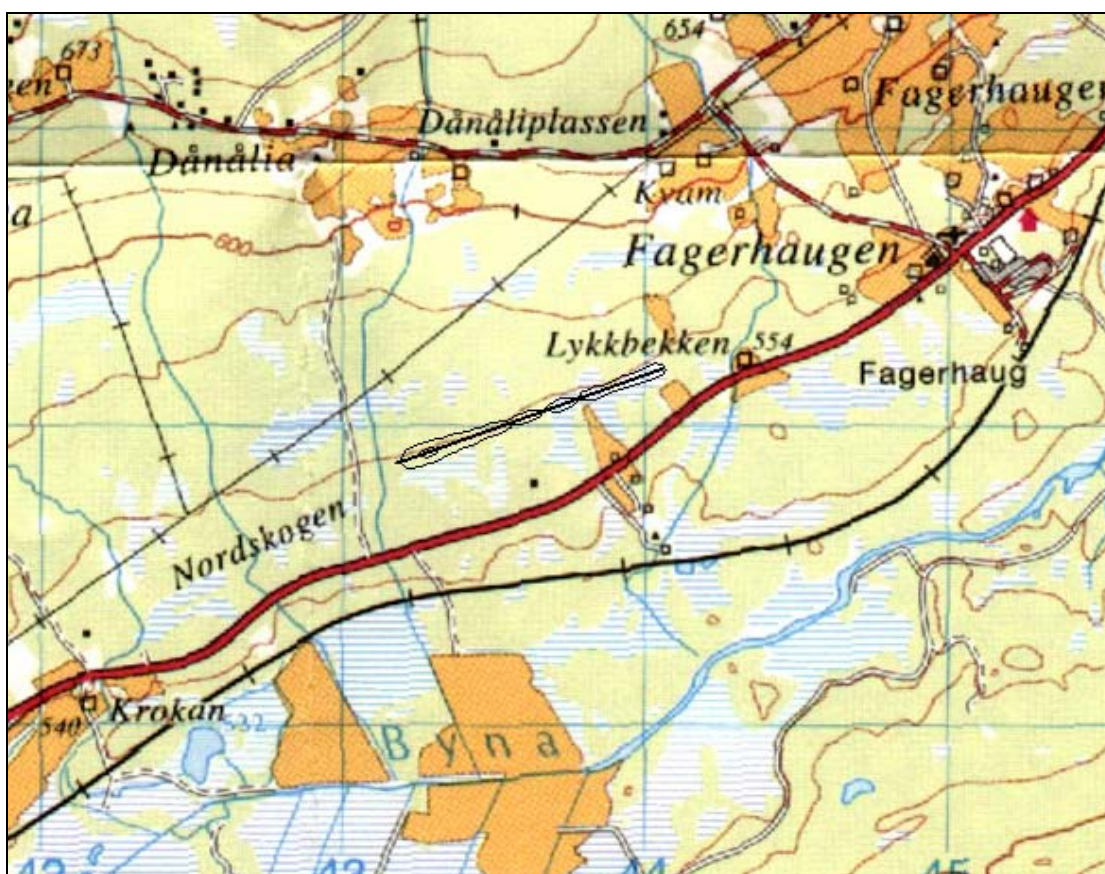 673
654
een
Fagerhaugen
Dånåliplassen
Dånålia
Kvam
a
600
Fagerhaugen
Lykkbekken 554
Fagerhaug
Nordskogen
Krokan
540
532
Byna
43
44
45